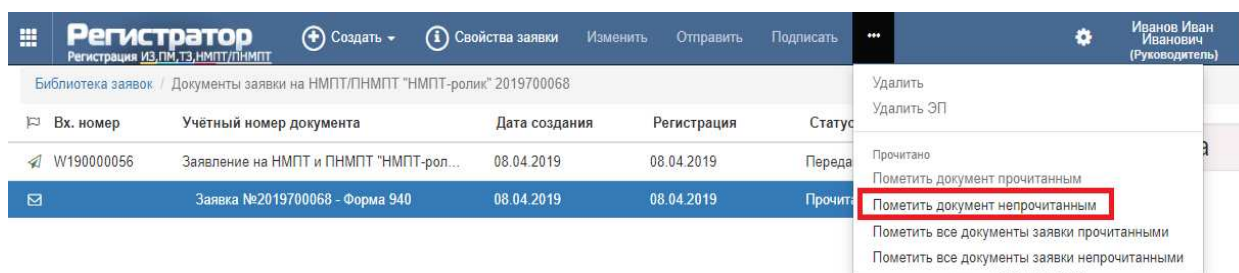 Регистратор
Регистрация ИЗ,ПМ,ТЗ,НМПТ/ПНМПТ
Создать
Свойства заявки
Изменить
Отправить
Подписать
Иванов Иван
Иванович
(Руководитель)
Библиотека заявок / Документы заявки на НМПТ/ПНМПТ "НМПТ-ролик" 2019700068
Вх. номер Учётный номер документа Дата создания Регистрация Статус
W190000056 Заявление на НМПТ и ПНМПТ "НМПТ-рол... 08.04.2019 08.04.2019 Переда
Заявка №2019700068 - Форма 940 08.04.2019 08.04.2019 Прочита
Удалить
Удалить ЭП
Прочитано
Пометить документ прочитанным
Пометить документ непрочитанным
Пометить все документы заявки прочитанными
Пометить все документы заявки непрочитанными